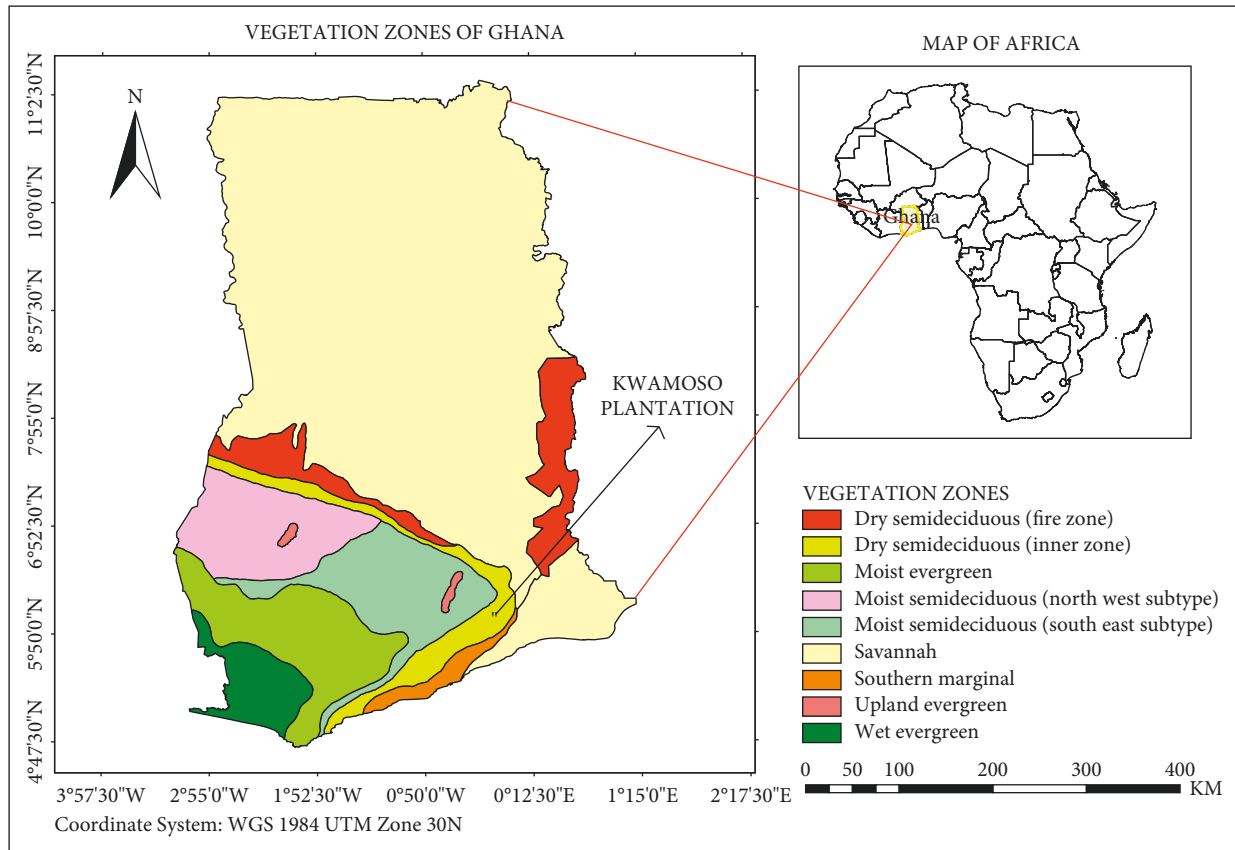 VEGETATION ZONES OF GHANA
MAP OF AFRICA
N
11°2'30"N
10°0'0"N
8°57'30"N
7°55'0"N
6°52'30"N
5°50'0"N
4°47'30"N
Ghana
KWAMOSO
PLANTATION
VEGETATION ZONES
Dry semideciduous (fire zone)
Dry semideciduous (inner zone)
Moist evergreen
Moist semideciduous (north west subtype)
Moist semideciduous (south east subtype)
Savannah
Southern marginal
Upland evergreen
Wet evergreen
0 50 100 200 300 400
KM
3°57'30"W 2°55'0"W 1°52'30"W 0°50'0"W 0°12'30"E 1°15'0"E 2°17'30"E
Coordinate System: WGS 1984 UTM Zone 30N